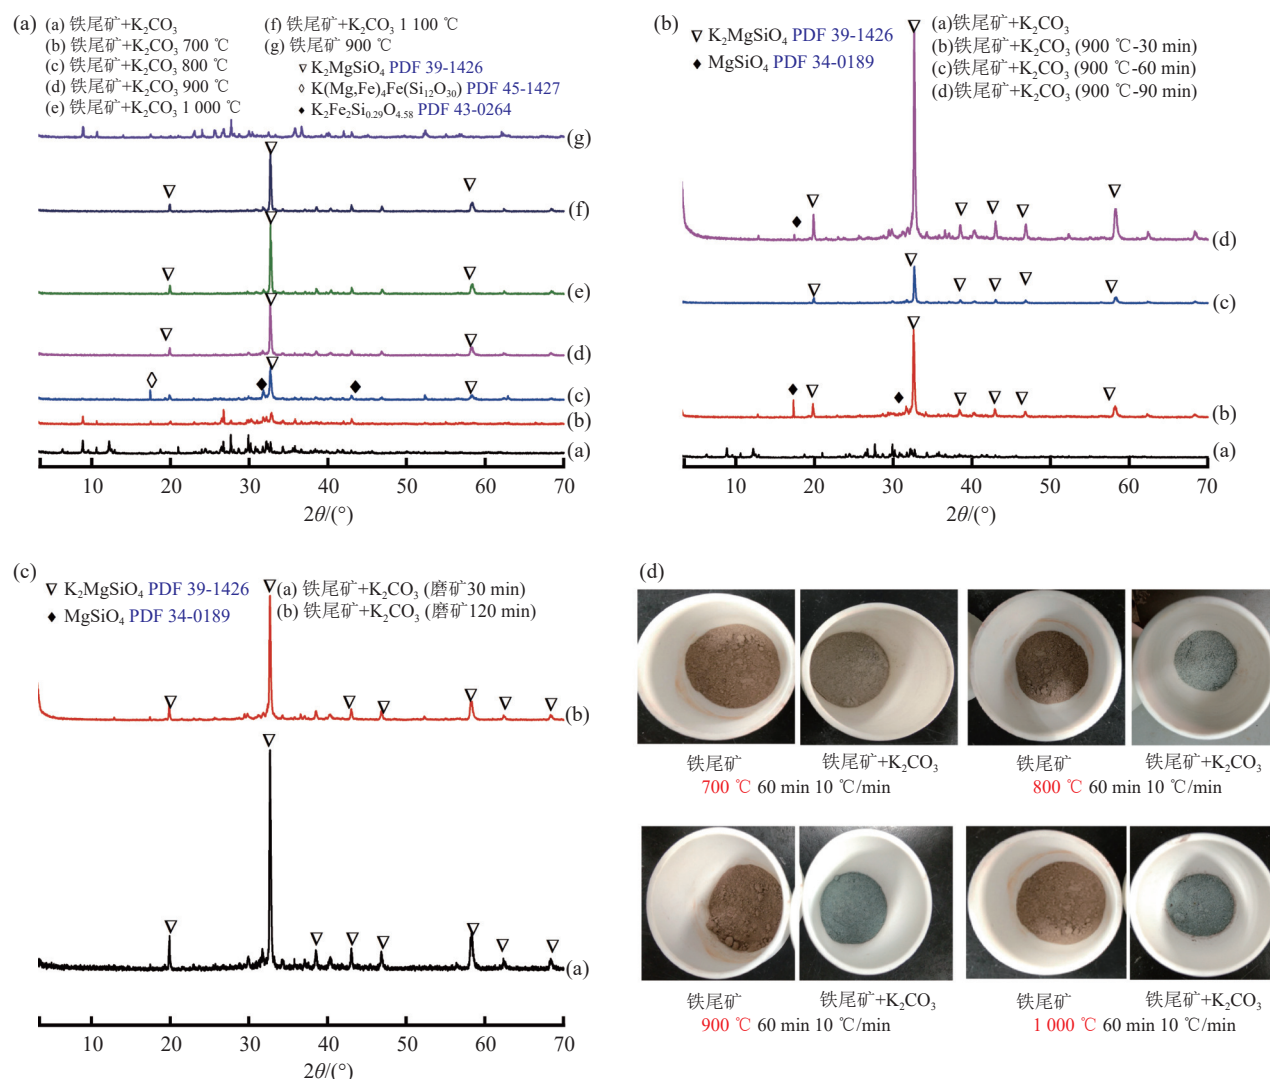 (a)
(a) 铁尾矿+K₂CO₃
(b) 铁尾矿+K₂CO₃ 700 ℃
(c) 铁尾矿+K₂CO₃ 800 ℃
(d) 铁尾矿+K₂CO₃ 900 ℃
(e) 铁尾矿+K₂CO₃ 1 000 ℃
(f) 铁尾矿+K₂CO₃ 1 100 ℃
(g) 铁尾矿 900 ℃
▽ K₂MgSiO₄ PDF 39-1426
◊ K(Mg,Fe)₄Fe(Si₁₂O₃₀) PDF 45-1427
♦ K₂Fe₂Si₀.₂₉O₄.₅₈ PDF 43-0264
(g)
(f)
(e)
(d)
(c)
(b)
(a)
10 20 30 40 50 60 70
2θ/(°)
(b)
▽ K₂MgSiO₄ PDF 39-1426
♦ MgSiO₄ PDF 34-0189
(a)铁尾矿+K₂CO₃
(b)铁尾矿+K₂CO₃ (900 ℃-30 min)
(c)铁尾矿+K₂CO₃ (900 ℃-60 min)
(d)铁尾矿+K₂CO₃ (900 ℃-90 min)
(d)
(c)
(b)
(a)
10 20 30 40 50 60 70
2θ/(°)
(c)
▽ K₂MgSiO₄ PDF 39-1426
♦ MgSiO₄ PDF 34-0189
(a) 铁尾矿+K₂CO₃ (磨矿30 min)
(b) 铁尾矿+K₂CO₃ (磨矿120 min)
(b)
(a)
10 20 30 40 50 60 70
2θ/(°)
(d)
铁尾矿 铁尾矿+K₂CO₃
700 ℃ 60 min 10 ℃/min
铁尾矿 铁尾矿+K₂CO₃
800 ℃ 60 min 10 ℃/min
铁尾矿 铁尾矿+K₂CO₃
900 ℃ 60 min 10 ℃/min
铁尾矿 铁尾矿+K₂CO₃
1 000 ℃ 60 min 10 ℃/min